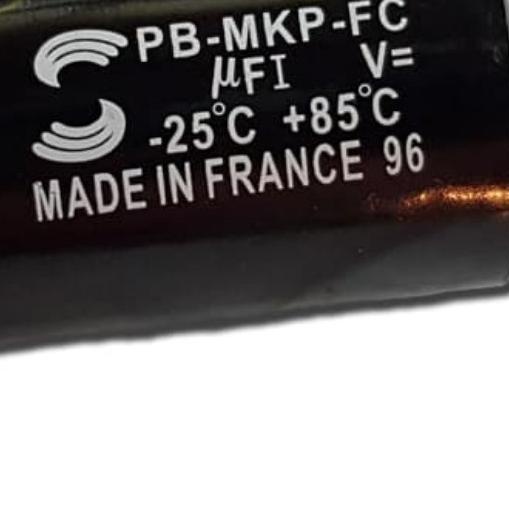 PB-MKP-FC
µFI V=
-25°C +85°C
MADE IN FRANCE 96